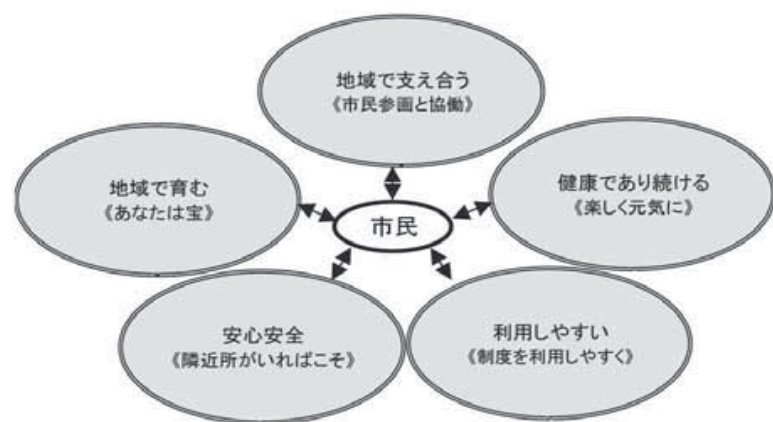 地域で支え合う
《市民参画と協働》
地域で育む
《あなたは宝》
健康であり続ける
《楽しく元気に》
市民
安心安全
《隣近所がいればこそ》
利用しやすい
《制度を利用しやすく》